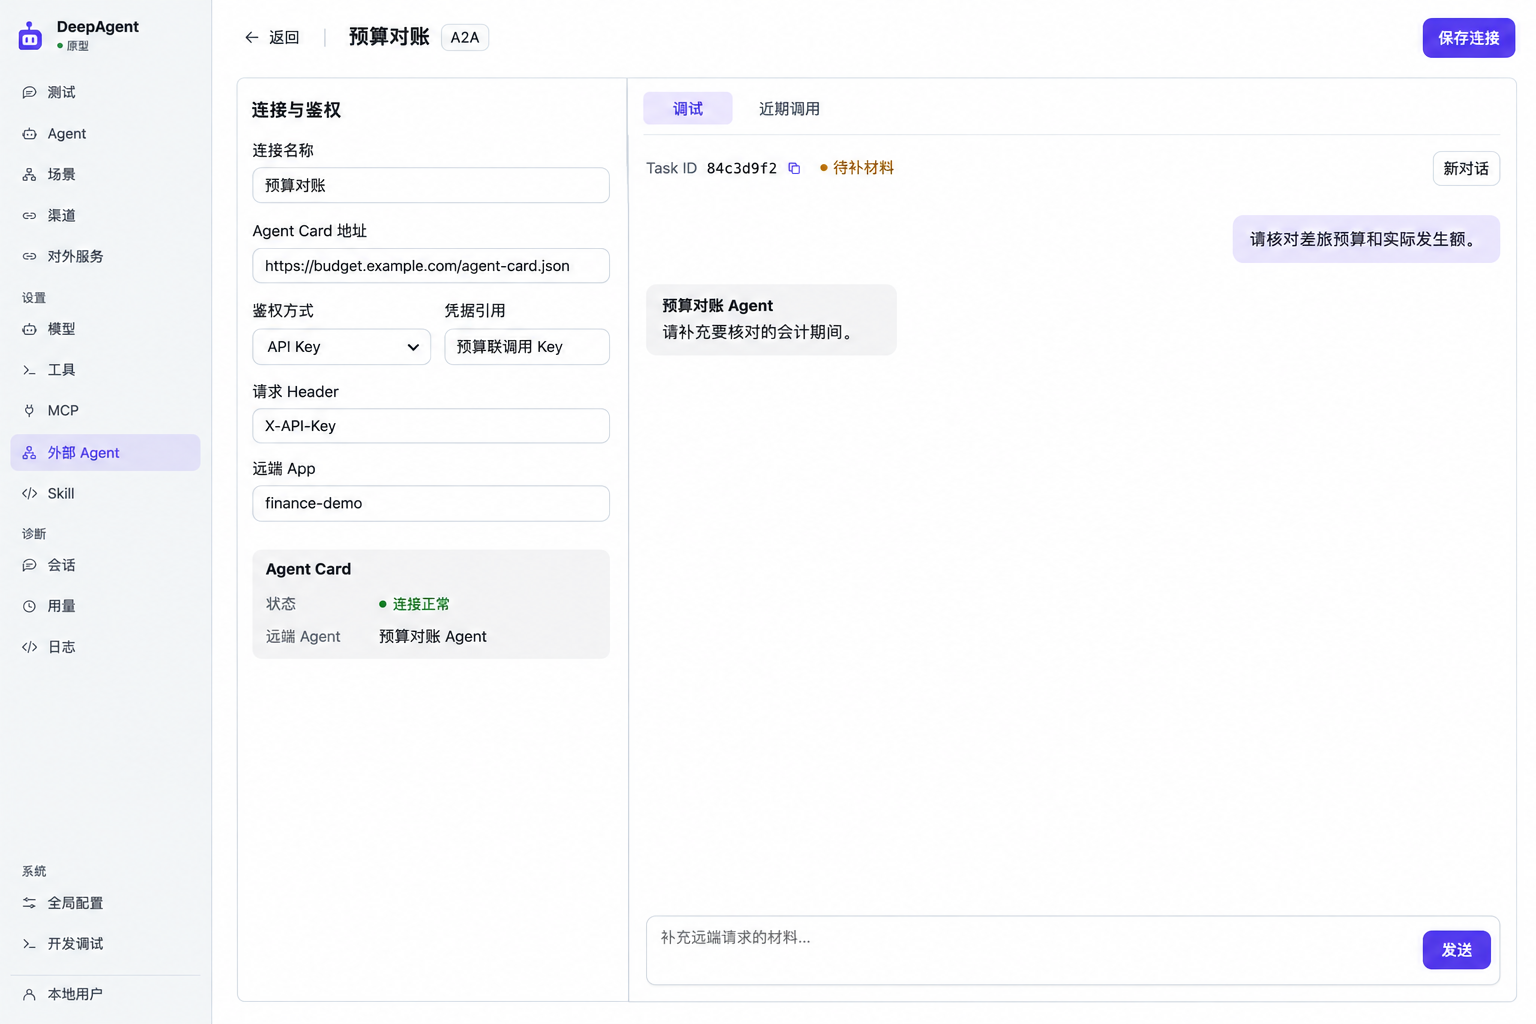 DeepAgent
原型
测试
Agent
场景
渠道
对外服务
设置
模型
工具
MCP
外部 Agent
Skill
诊断
会话
用量
日志
系统
全局配置
开发调试
本地用户
返回
预算对账
A2A
保存连接
连接与鉴权
连接名称
预算对账
Agent Card 地址
https://budget.example.com/agent-card.json
鉴权方式
凭据引用
API Key
预算联调用 Key
请求 Header
X-API-Key
远端 App
finance-demo
Agent Card
状态
连接正常
远端 Agent
预算对账 Agent
调试
近期调用
Task ID 84c3d9f2
待补材料
新对话
请核对差旅预算和实际发生额。
预算对账 Agent
请补充要核对的会计期间。
补充远端请求的材料...
发送